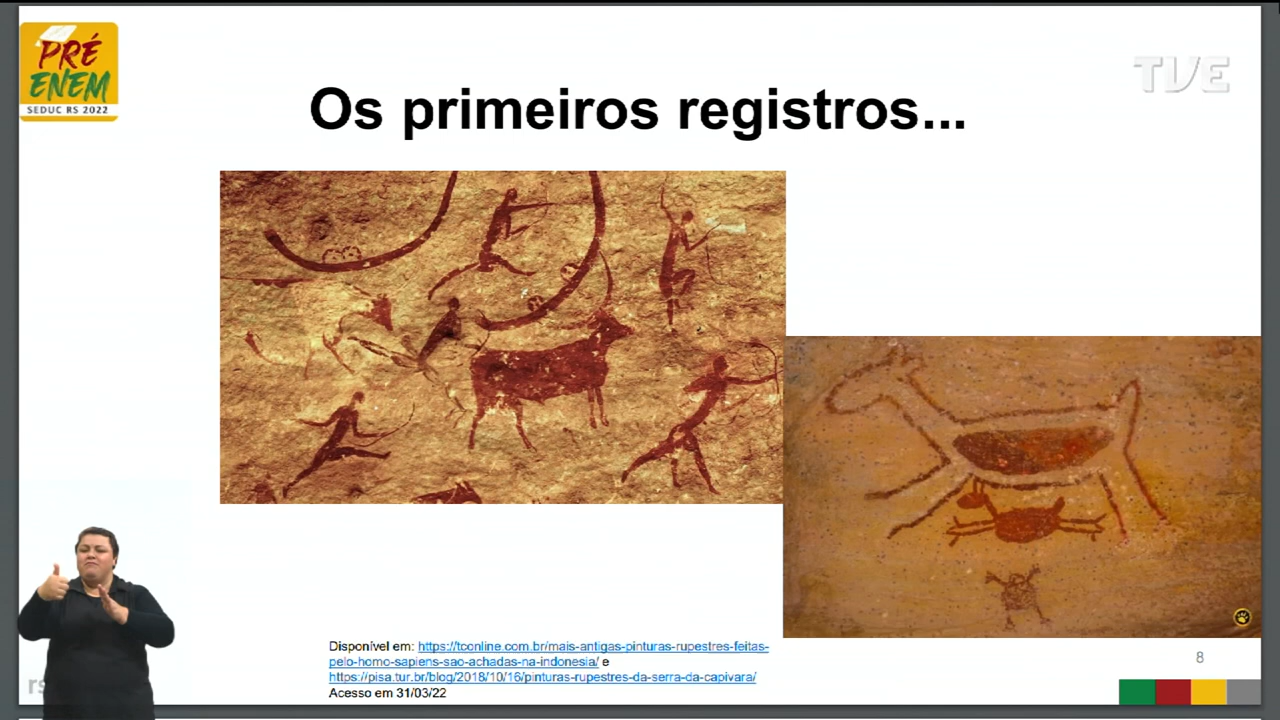 PRÉ
ENEM
SEDUC RS 2022
TVE
Os primeiros registros...
Disponível em: https://tconline.com.br/mais-antigas-pinturas-rupestres-feitas-
pelo-homo-sapiens-sao-achadas-na-indonesia/ e
https://pisa.tur.br/blog/2018/10/16/pinturas-rupestres-da-serra-da-capivara/
Acesso em 31/03/22
8